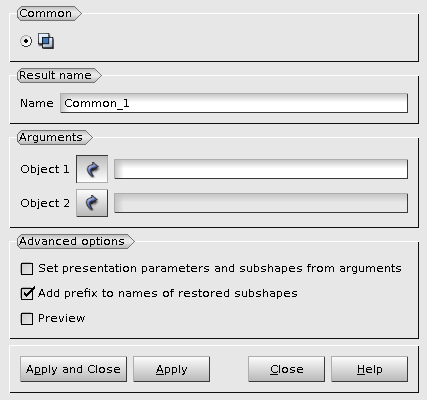 Common
Result name
Name Common_1
Arguments
Object 1
Object 2
Advanced options
Set presentation parameters and subshapes from arguments
Add prefix to names of restored subshapes
Preview
Apply and Close Apply Close Help